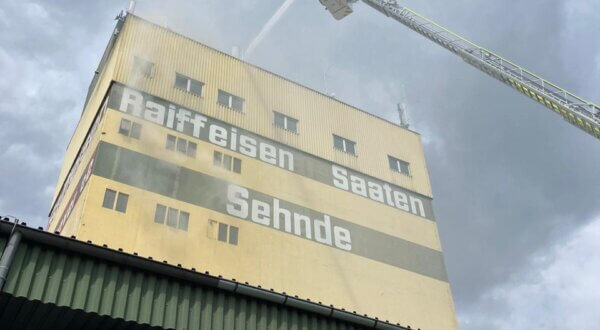 Raiffeisen Saaten
Sehnde